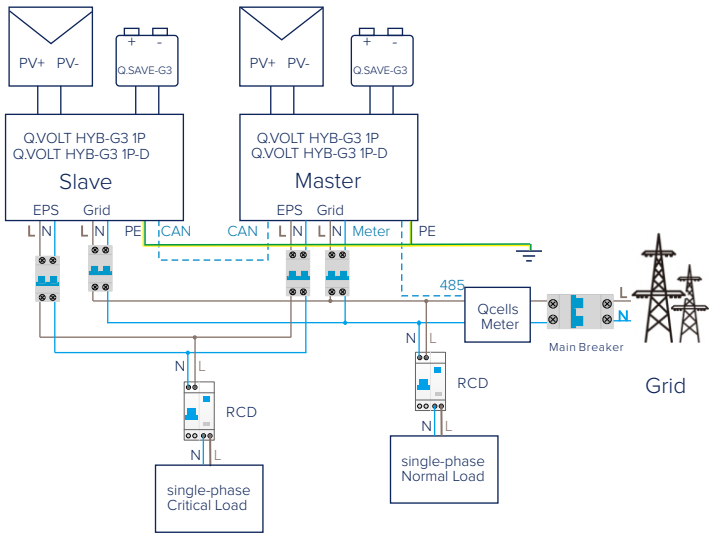 PV+ PV-
+ -
Q.SAVE-G3
PV+ PV-
+ -
Q.SAVE-G3
Q.VOLT HYB-G3 1P
Q.VOLT HYB-G3 1P-D
Slave
EPS Grid
L N L N PE CAN
Q.VOLT HYB-G3 1P
Q.VOLT HYB-G3 1P-D
Master
EPS Grid
CAN L N L N Meter PE
485
Qcells
Meter
L
N
Main Breaker
Grid
N L
RCD
N L
single-phase
Normal Load
N L
RCD
N L
single-phase
Critical Load